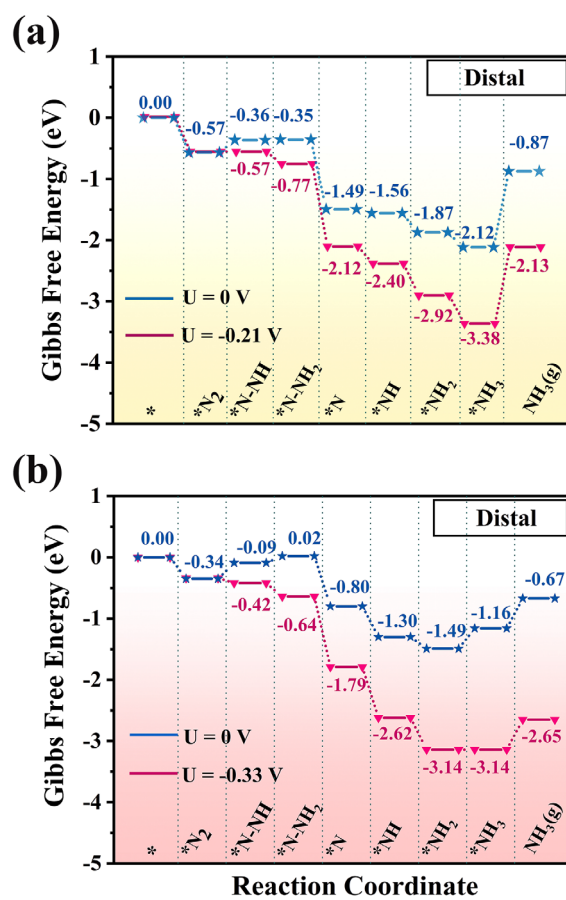 (a)
Distal
Gibbs Free Energy (eV)
1
0
-1
-2
-3
-4
-5
0.00
-0.57
-0.36
-0.35
-1.49
-1.56
-1.87
-2.12
-0.87
-0.57
-0.77
-2.12
-2.40
-2.92
-3.38
-2.13
U = 0 V
U = -0.21 V
*
*N₂
*N-NH
*N-NH₂
*N
*NH
*NH₂
*NH₃
NH₃(g)
(b)
Distal
Gibbs Free Energy (eV)
1
0
-1
-2
-3
-4
-5
0.00
-0.34
-0.09
0.02
-0.80
-1.30
-1.49
-1.16
-0.67
-0.42
-0.64
-1.79
-2.62
-3.14
-3.14
-2.65
U = 0 V
U = -0.33 V
*
*N₂
*N-NH
*N-NH₂
*N
*NH
*NH₂
*NH₃
NH₃(g)
Reaction Coordinate